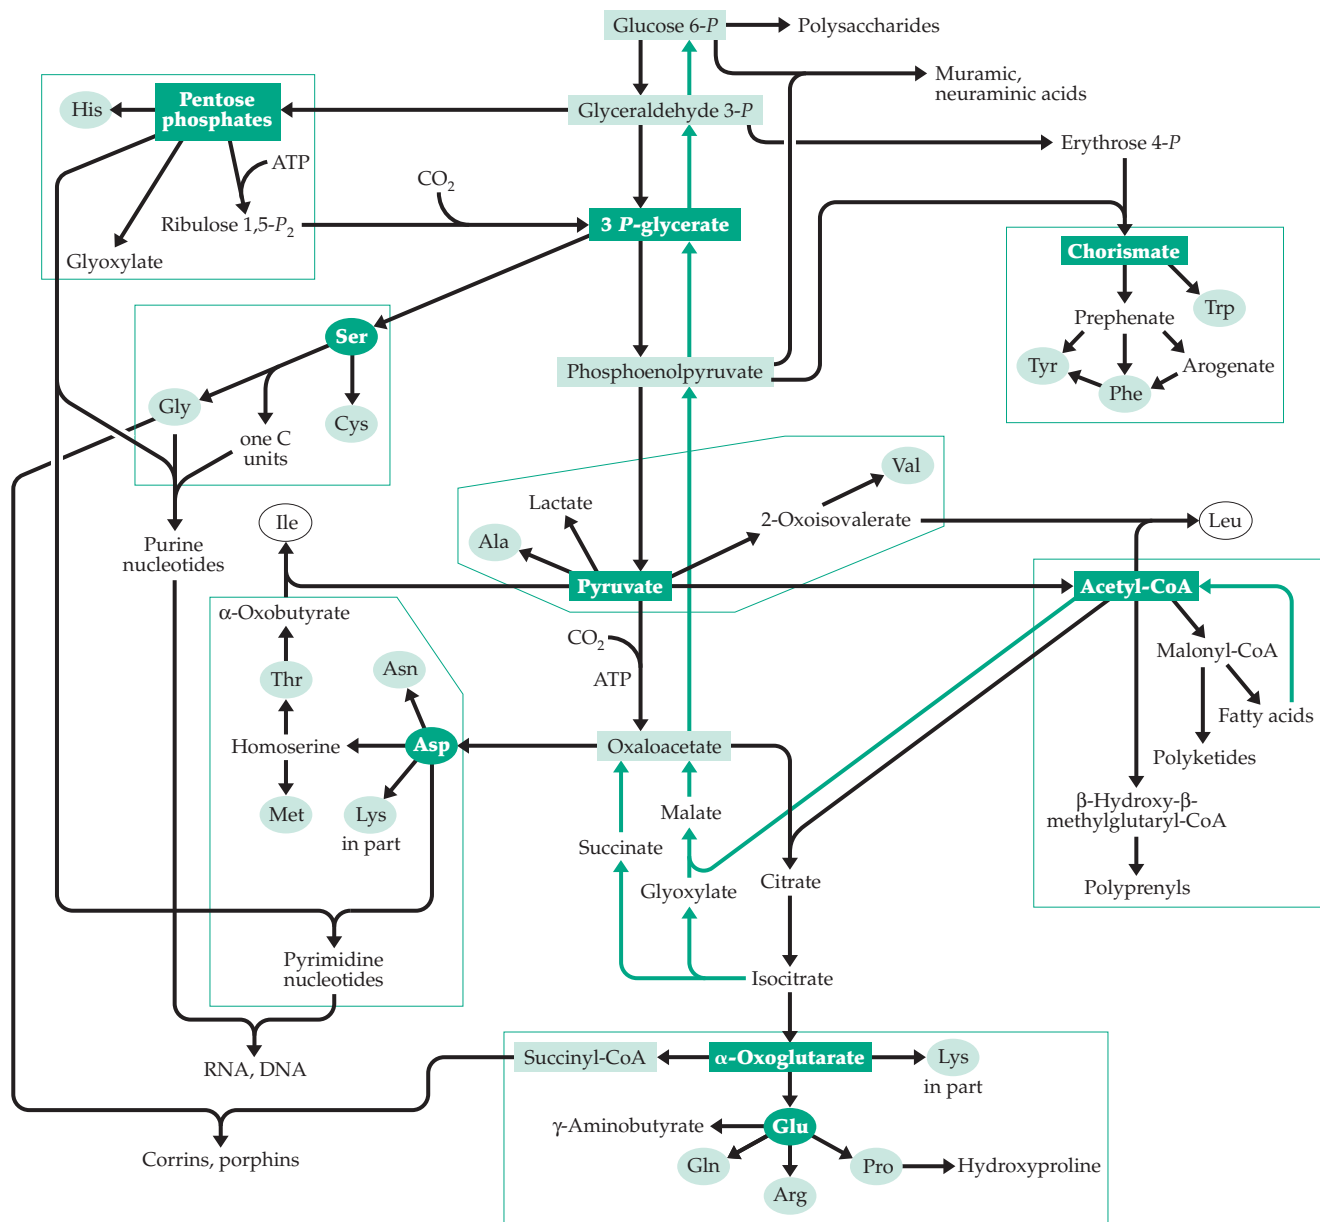 Glucose 6-P
Polysaccharides
Muramic,
neuraminic acids
Pentose
phosphates
His
Glyceraldehyde 3-P
Erythrose 4-P
ATP
CO2
Ribulose 1,5-P2
3 P-glycerate
Glyoxylate
Chorismate
Trp
Prephenate
Ser
Tyr
Arogenate
Phe
Phosphoenolpyruvate
Gly
Cys
one C
units
Val
Lactate
2-Oxoisovalerate
Leu
Ile
Ala
Purine
nucleotides
Pyruvate
Acetyl-CoA
α-Oxobutyrate
CO2
ATP
Malonyl-CoA
Asn
Thr
Fatty acids
Homoserine
Asp
Oxaloacetate
Polyketides
Met
Lys
in part
Malate
β-Hydroxy-β-
methylglutaryl-CoA
Succinate
Glyoxylate
Citrate
Polyprenyls
Pyrimidine
nucleotides
Isocitrate
RNA, DNA
Succinyl-CoA
α-Oxoglutarate
Lys
in part
γ-Aminobutyrate
Glu
Corrins, porphins
Gln
Pro
Hydroxyproline
Arg